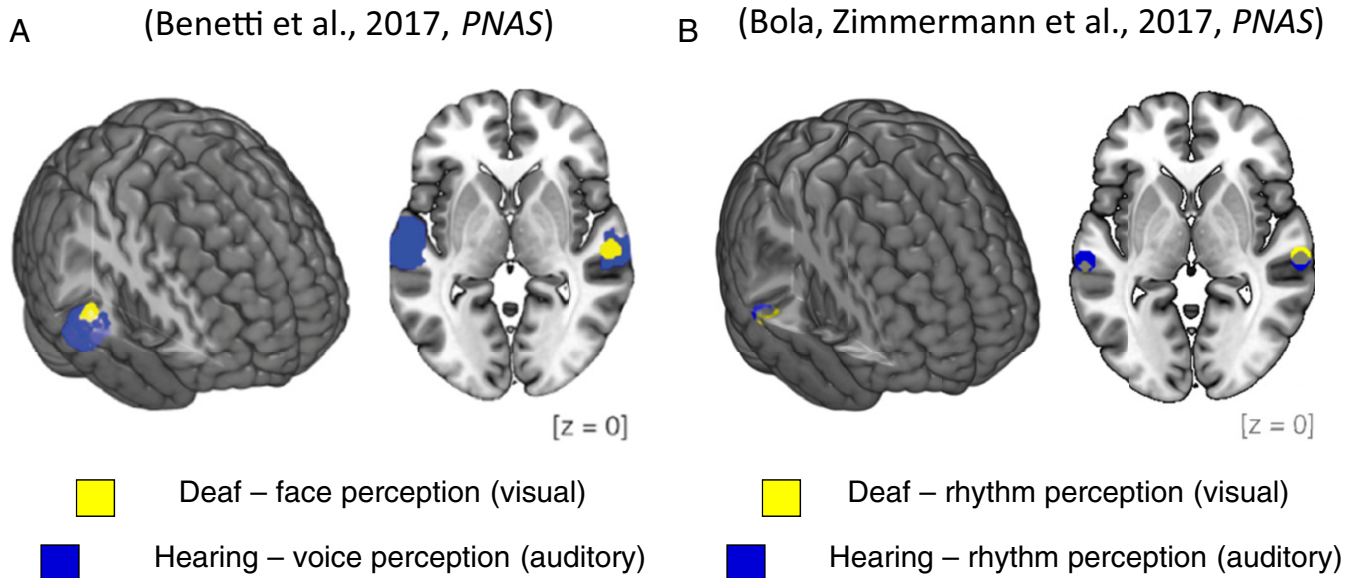 A
(Benetti et al., 2017, PNAS)
[z = 0]
Deaf – face perception (visual)
Hearing – voice perception (auditory)
B
(Bola, Zimmermann et al., 2017, PNAS)
[z = 0]
Deaf – rhythm perception (visual)
Hearing – rhythm perception (auditory)